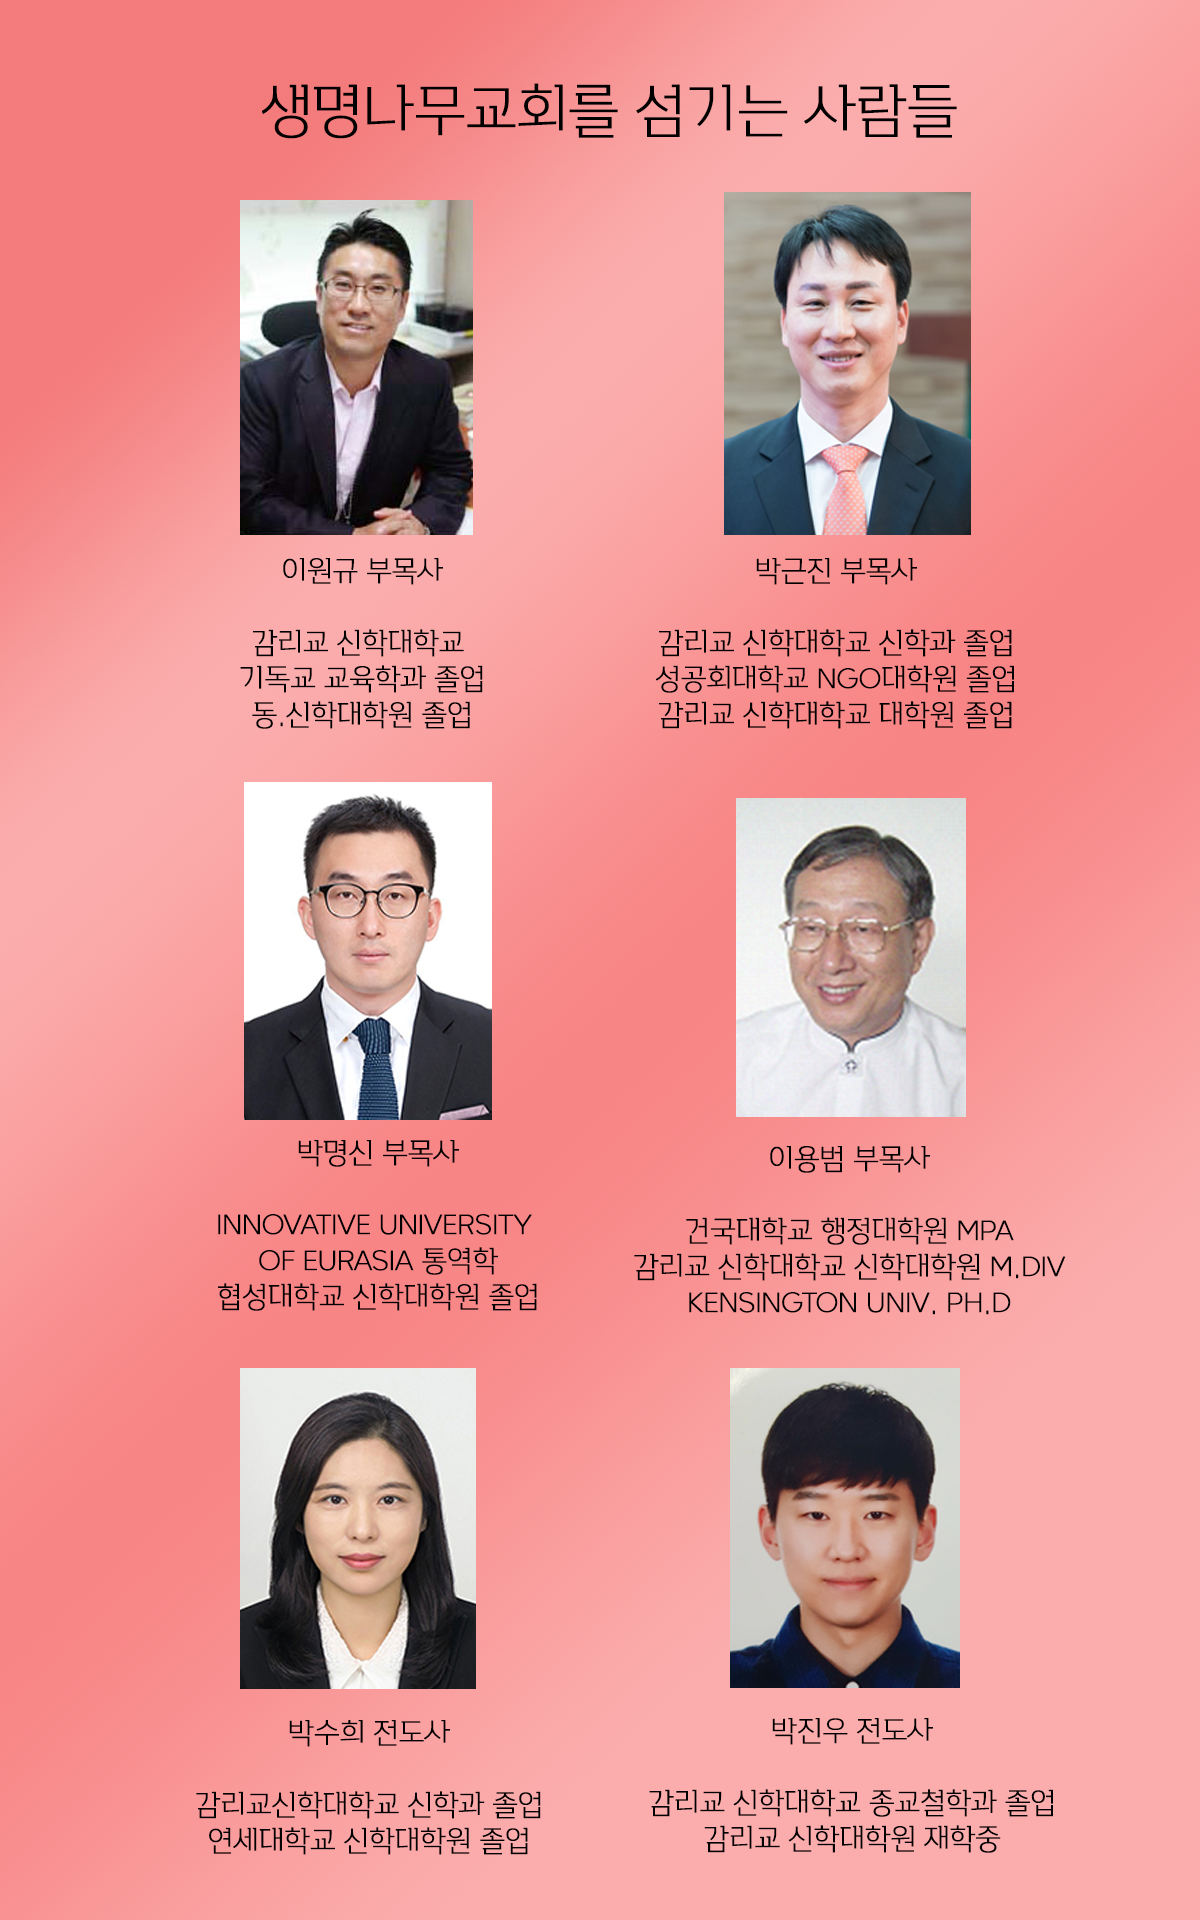 생명나무교회를 섬기는 사람들
이원규 부목사
감리교 신학대학교
기독교 교육학과 졸업
동.신학대학원 졸업
박근진 부목사
감리교 신학대학교 신학과 졸업
성공회대학교 NGO대학원 졸업
감리교 신학대학교 대학원 졸업
박명신 부목사
INNOVATIVE UNIVERSITY
OF EURASIA 통역학
협성대학교 신학대학원 졸업
이용범 부목사
건국대학교 행정대학원 MPA
감리교 신학대학교 신학대학원 M.DIV
KENSINGTON UNIV. PH.D
박수희 전도사
감리교신학대학교 신학과 졸업
연세대학교 신학대학원 졸업
박진우 전도사
감리교 신학대학교 종교철학과 졸업
감리교 신학대학원 재학중